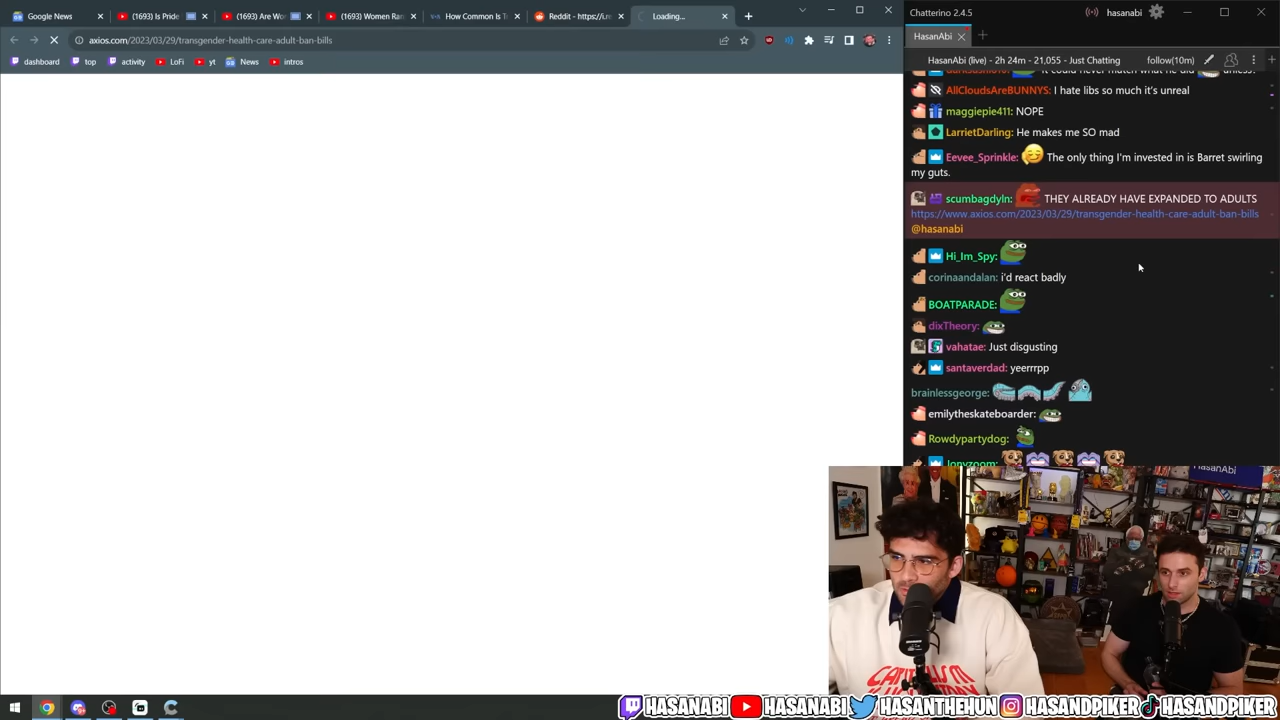 Google News
(1693) Is Pride
(1693) Are Wo
(1693) Women Ran
How Common Is T
Reddit - https://i.re
Loading...
axios.com/2023/03/29/transgender-health-care-adult-ban-bills
dashboard
top
activity
LoFi
yt
News
intros
Chatterino 2.4.5
hasanabi
HasanAbi
HasanAbi (live) - 2h 24m - 21,055 - Just Chatting
follow(10m)
AllCloudsAreBUNNYS: I hate libs so much it's unreal
maggiepie411: NOPE
LarrietDarling: He makes me SO mad
Eevee_Sprinkle: The only thing I'm invested in is Barret swirling
my guts.
scumbagdyln: THEY ALREADY HAVE EXPANDED TO ADULTS
https://www.axios.com/2023/03/29/transgender-health-care-adult-ban-bills
@hasanabi
Hi_Im_Spy:
corinaandalan: i'd react badly
BOATPARADE:
dixTheory:
vahatae: Just disgusting
santaverdad: yeerrrpp
brainlessgeorge:
emilytheskateboarder:
Rowdypartydog:
HasanAbi
CAPITALISM
HASANABI
HASANABI
HASANTHEHUN
HASANDPIKER
HASANDPIKER